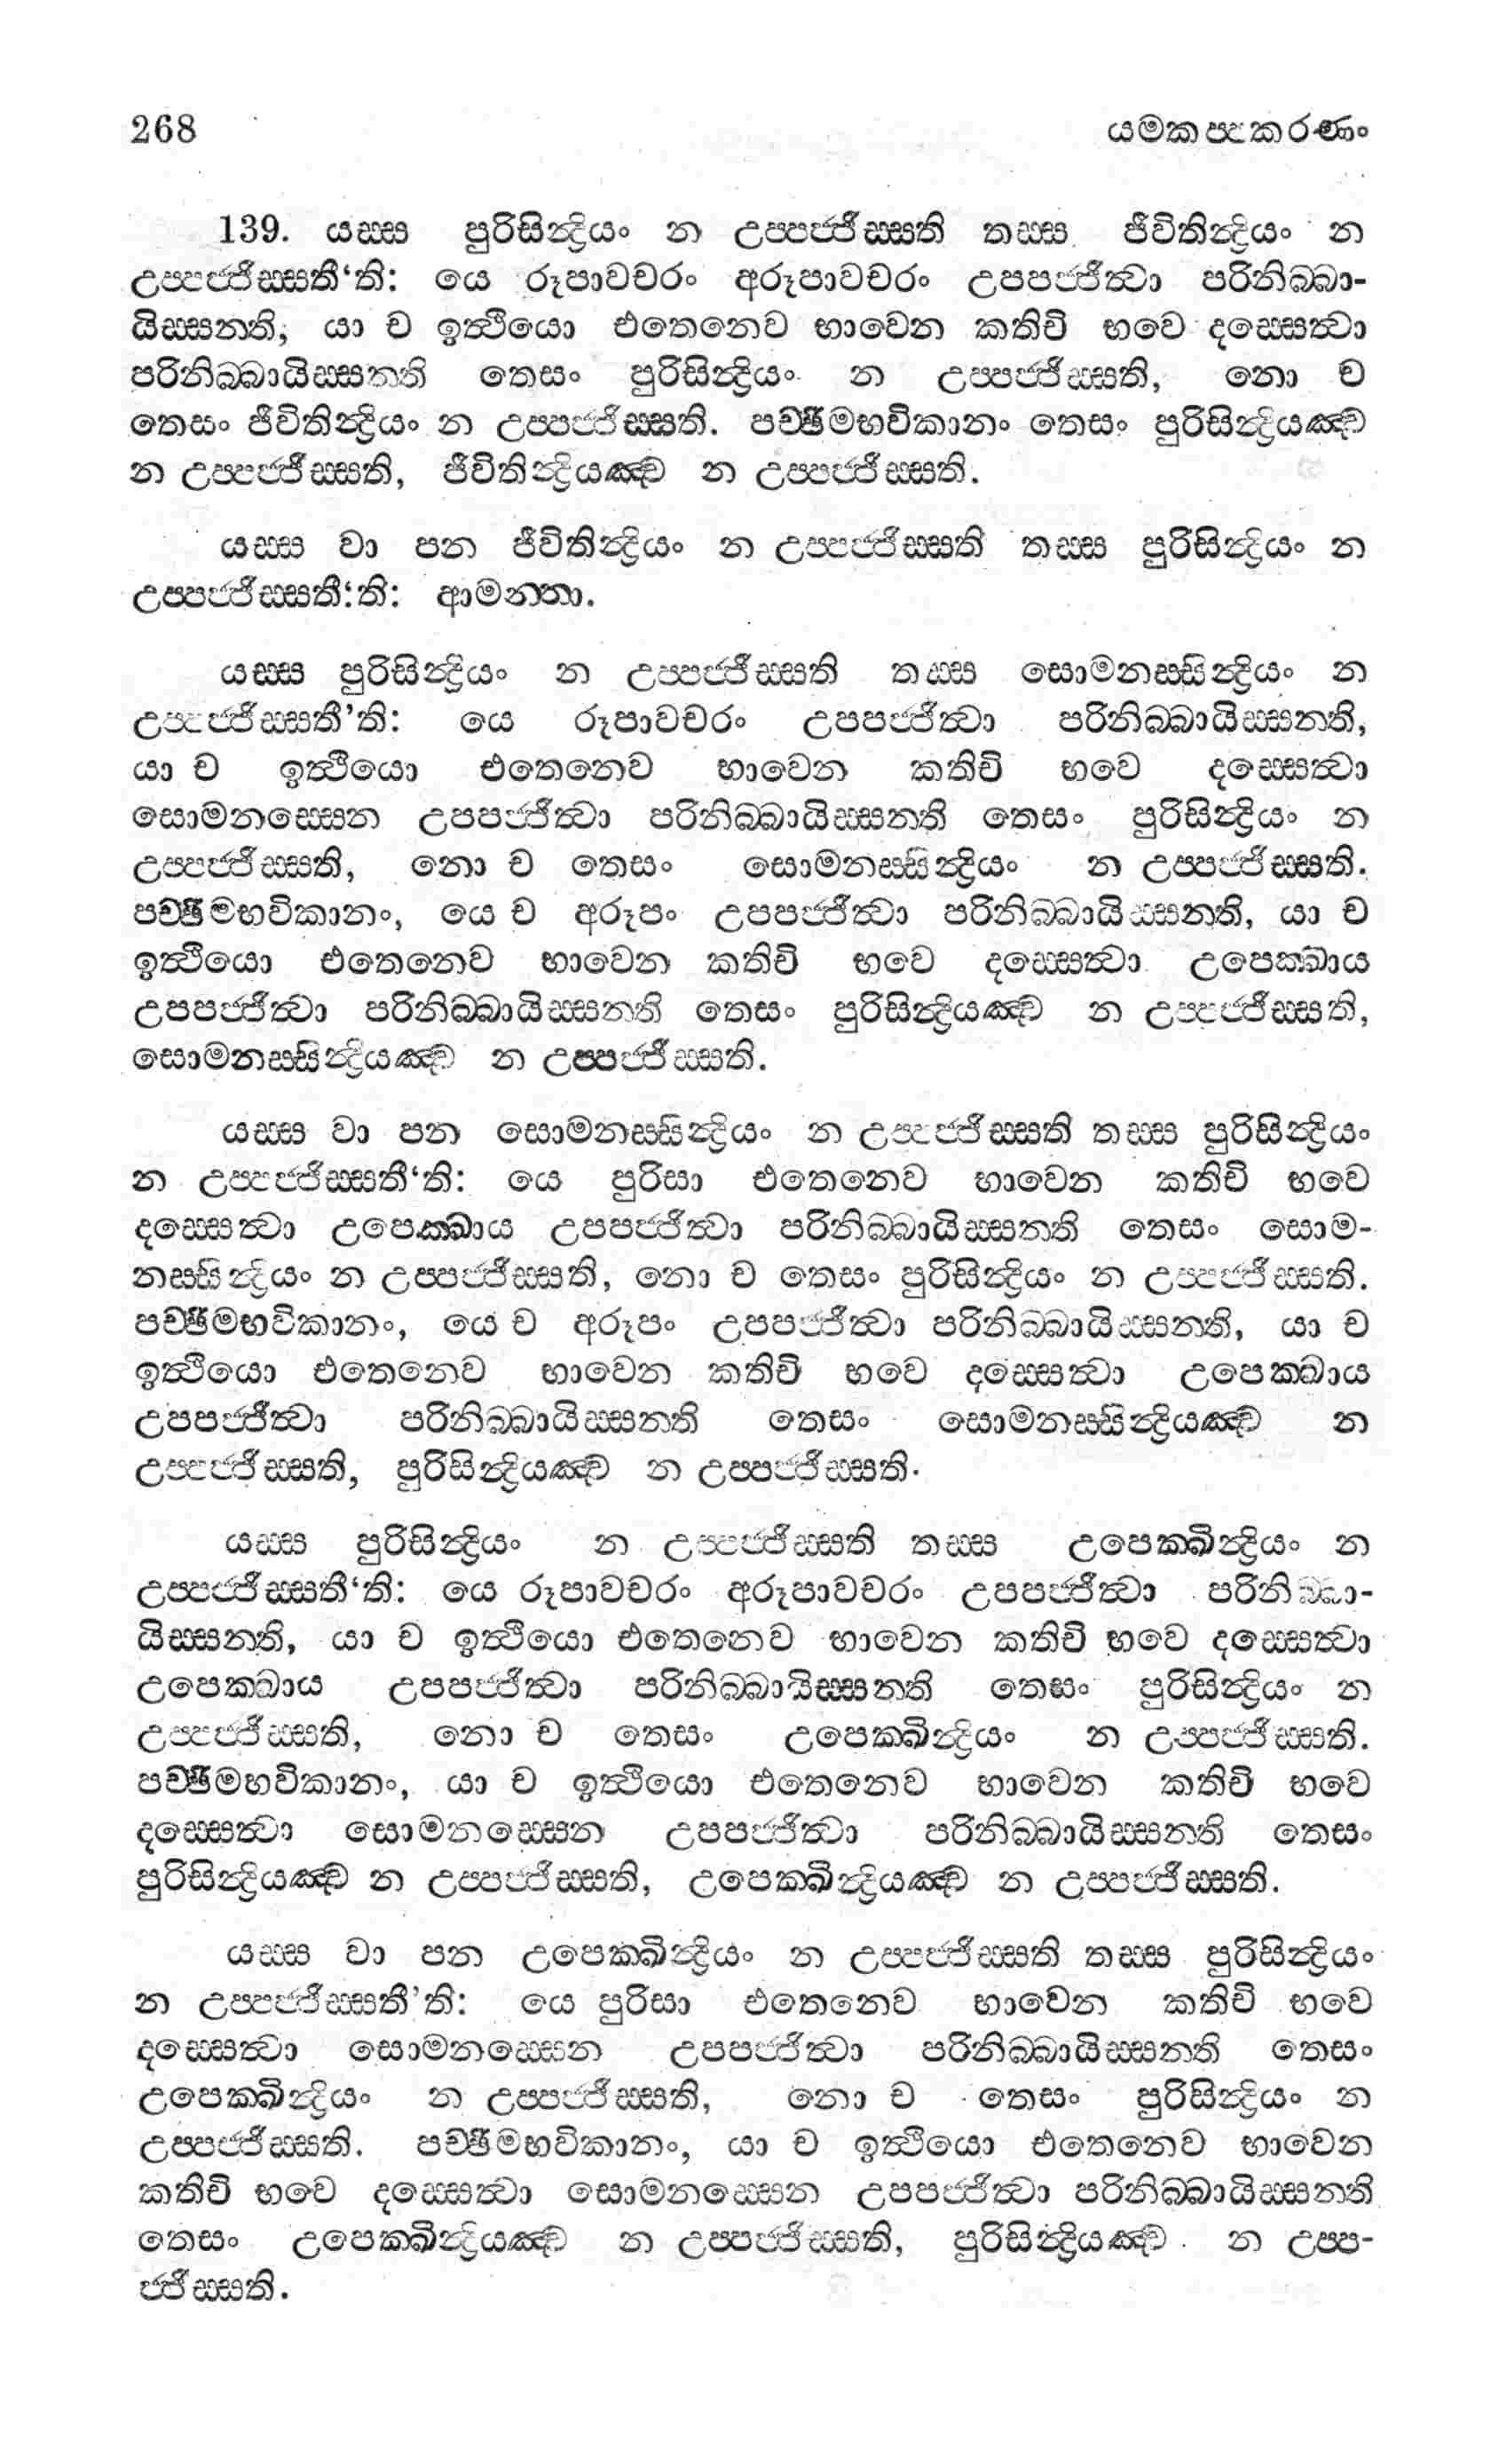 268 යමකප්පකරණං
139. යස්ස පුරිසින්ද්‍රියං න උප්පජ්ජිස්සති තස්ස ජීවිතින්ද්‍රියං න
උප්පජ්ජිස්සතී‘ති: යෙ රූපාවචරං අරූපාවචරං උපපජ්ජිත්වා පරිනිබ්බා-
යිස්සන්ති, යා ච ඉත්ථියො එතෙනෙව භාවෙන කතිචි භවෙ දස්සෙත්වා
පරිනිබ්බායිස්සන්ති තෙසං පුරිසින්ද්‍රියං න උප්පජ්ජිස්සති, නො ච
තෙසං ජීවිතින්ද්‍රියං න උප්පජ්ජිස්සති. පච්ඡිමභවිකානං තෙසං පුරිසින්ද්‍රියඤ්ච
න උප්පජ්ජිස්සති, ජීවිතින්ද්‍රියඤ්ච න උප්පජ්ජිස්සති.
යස්ස වා පන ජීවිතින්ද්‍රියං න උප්පජ්ජිස්සති තස්ස පුරිසින්ද්‍රියං න
උප්පජ්ජිස්සතී‘ති: ආමන්තා.
යස්ස පුරිසින්ද්‍රියං න උප්පජ්ජිස්සති තස්ස සොමනස්සින්ද්‍රියං න
උප්පජ්ජිස්සතී’ති: යෙ රූපාවචරං උපපජ්ජිත්වා පරිනිබ්බායිස්සන්ති,
යා ච ඉත්ථියො එතෙනෙව භාවෙන කතිචි භවෙ දස්සෙත්වා
සොමනස්සෙන උපපජ්ජිත්වා පරිනිබ්බායිස්සන්ති තෙසං පුරිසින්ද්‍රියං න
උප්පජ්ජිස්සති, නො ච තෙසං සොමනස්සින්ද්‍රියං න උප්පජ්ජිස්සති.
පච්ඡිමභවිකානං, යෙ ච අරූපං උපපජ්ජිත්වා පරිනිබ්බායිස්සන්ති, යා ච
ඉත්ථියො එතෙනෙව භාවෙන කතිචි භවෙ දස්සෙත්වා උපෙක්ඛාය
උපපජ්ජිත්වා පරිනිබ්බායිස්සන්ති තෙසං පුරිසින්ද්‍රියඤ්ච න උප්පජ්ජිස්සති,
සොමනස්සින්ද්‍රියඤ්ච න උප්පජ්ජිස්සති.
යස්ස වා පන සොමනස්සින්ද්‍රියං න උප්පජ්ජිස්සති තස්ස පුරිසින්ද්‍රියං
න උප්පජ්ජිස්සතී‘ති: යෙ පුරිසා එතෙනෙව භාවෙන කතිචි භවෙ
දස්සෙත්වා උපෙක්ඛාය උපපජ්ජිත්වා පරිනිබ්බායිස්සන්ති තෙසං සොම-
නස්සින්ද්‍රියං න උප්පජ්ජිස්සති, නො ච තෙසං පුරිසින්ද්‍රියං න උප්පජ්ජිස්සති.
පච්ඡිමභවිකානං, යෙ ච අරූපං උපපජ්ජිත්වා පරිනිබ්බායිස්සන්ති, යා ච
ඉත්ථියො එතෙනෙව භාවෙන කතිචි භවෙ දස්සෙත්වා උපෙක්ඛාය
උපපජ්ජිත්වා පරිනිබ්බායිස්සන්ති තෙසං සොමනස්සින්ද්‍රියඤ්ච න
උප්පජ්ජිස්සති, පුරිසින්ද්‍රියඤ්ච න උප්පජ්ජිස්සති.
යස්ස පුරිසින්ද්‍රියං න උප්පජ්ජිස්සති තස්ස උපෙක්ඛින්ද්‍රියං න
උප්පජ්ජිස්සතී‘ති: යෙ රූපාවචරං අරූපාවචරං උපපජ්ජිත්වා පරිනිබ්බා-
යිස්සන්ති, යා ච ඉත්ථියො එතෙනෙව භාවෙන කතිචි භවෙ දස්සෙත්වා
උපෙක්ඛාය උපපජ්ජිත්වා පරිනිබ්බායිස්සන්ති තෙසං පුරිසින්ද්‍රියං න
උප්පජ්ජිස්සති, නො ච තෙසං උපෙක්ඛින්ද්‍රියං න උප්පජ්ජිස්සති.
පච්ඡිමභවිකානං, යා ච ඉත්ථියො එතෙනෙව භාවෙන කතිචි භවෙ
දස්සෙත්වා සොමනස්සෙන උපපජ්ජිත්වා පරිනිබ්බායිස්සන්ති තෙසං
පුරිසින්ද්‍රියඤ්ච න උප්පජ්ජිස්සති, උපෙක්ඛින්ද්‍රියඤ්ච න උප්පජ්ජිස්සති.
යස්ස වා පන උපෙක්ඛින්ද්‍රියං න උප්පජ්ජිස්සති තස්ස පුරිසින්ද්‍රියං
න උප්පජ්ජිස්සතී’ති: යෙ පුරිසා එතෙනෙව භාවෙන කතිචි භවෙ
දස්සෙත්වා සොමනස්සෙන උපපජ්ජිත්වා පරිනිබ්බායිස්සන්ති තෙසං
උපෙක්ඛින්ද්‍රියං න උප්පජ්ජිස්සති, නො ච තෙසං පුරිසින්ද්‍රියං න
උප්පජ්ජිස්සති. පච්ඡිමභවිකානං, යා ච ඉත්ථියො එතෙනෙව භාවෙන
කතිචි භවෙ දස්සෙත්වා සොමනස්සෙන උපපජ්ජිත්වා පරිනිබ්බායිස්සන්ති
තෙසං උපෙක්ඛින්ද්‍රියඤ්ච න උප්පජ්ජිස්සති, පුරිසින්ද්‍රියඤ්ච න උප්ප-
ජ්ජිස්සති.